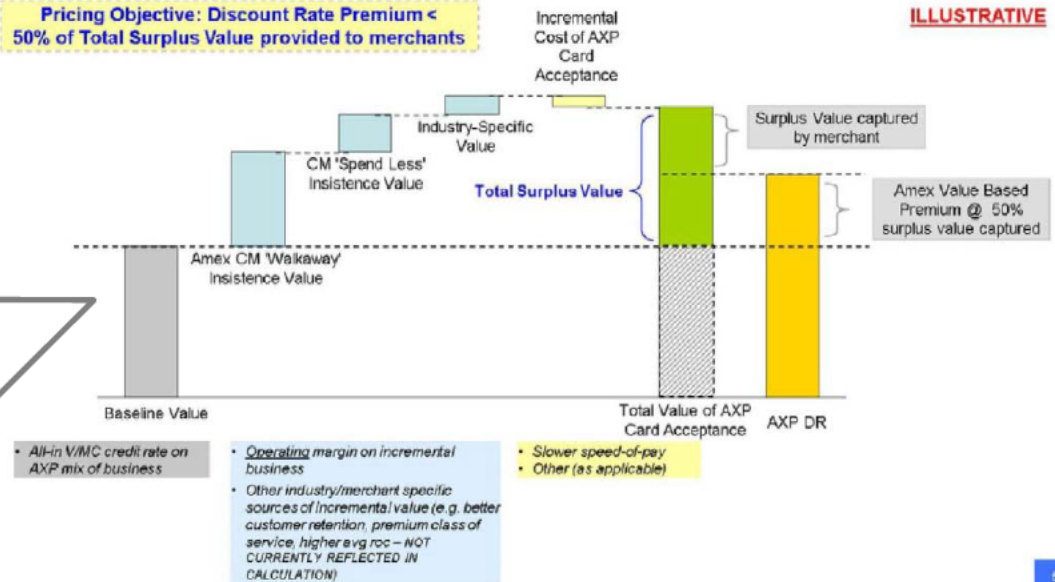 Pricing Objective: Discount Rate Premium <
50% of Total Surplus Value provided to merchants
ILLUSTRATIVE
Incremental
Cost of AXP
Card
Acceptance
Industry-Specific
Value
CM 'Spend Less'
Insistence Value
Amex CM 'Walkaway'
Insistence Value
Total Surplus Value
Surplus Value captured
by merchant
Amex Value Based
Premium @ 50%
surplus value captured
Baseline Value
Total Value of AXP
Card Acceptance
AXP DR
• All-in V/MC credit rate on
AXP mix of business
• Operating margin on incremental
business
• Other industry/merchant specific
sources of incremental value (e.g. better
customer retention, premium class of
service, higher avg roc – NOT
CURRENTLY REFLECTED IN
CALCULATION)
• Slower speed-of-pay
• Other (as applicable)